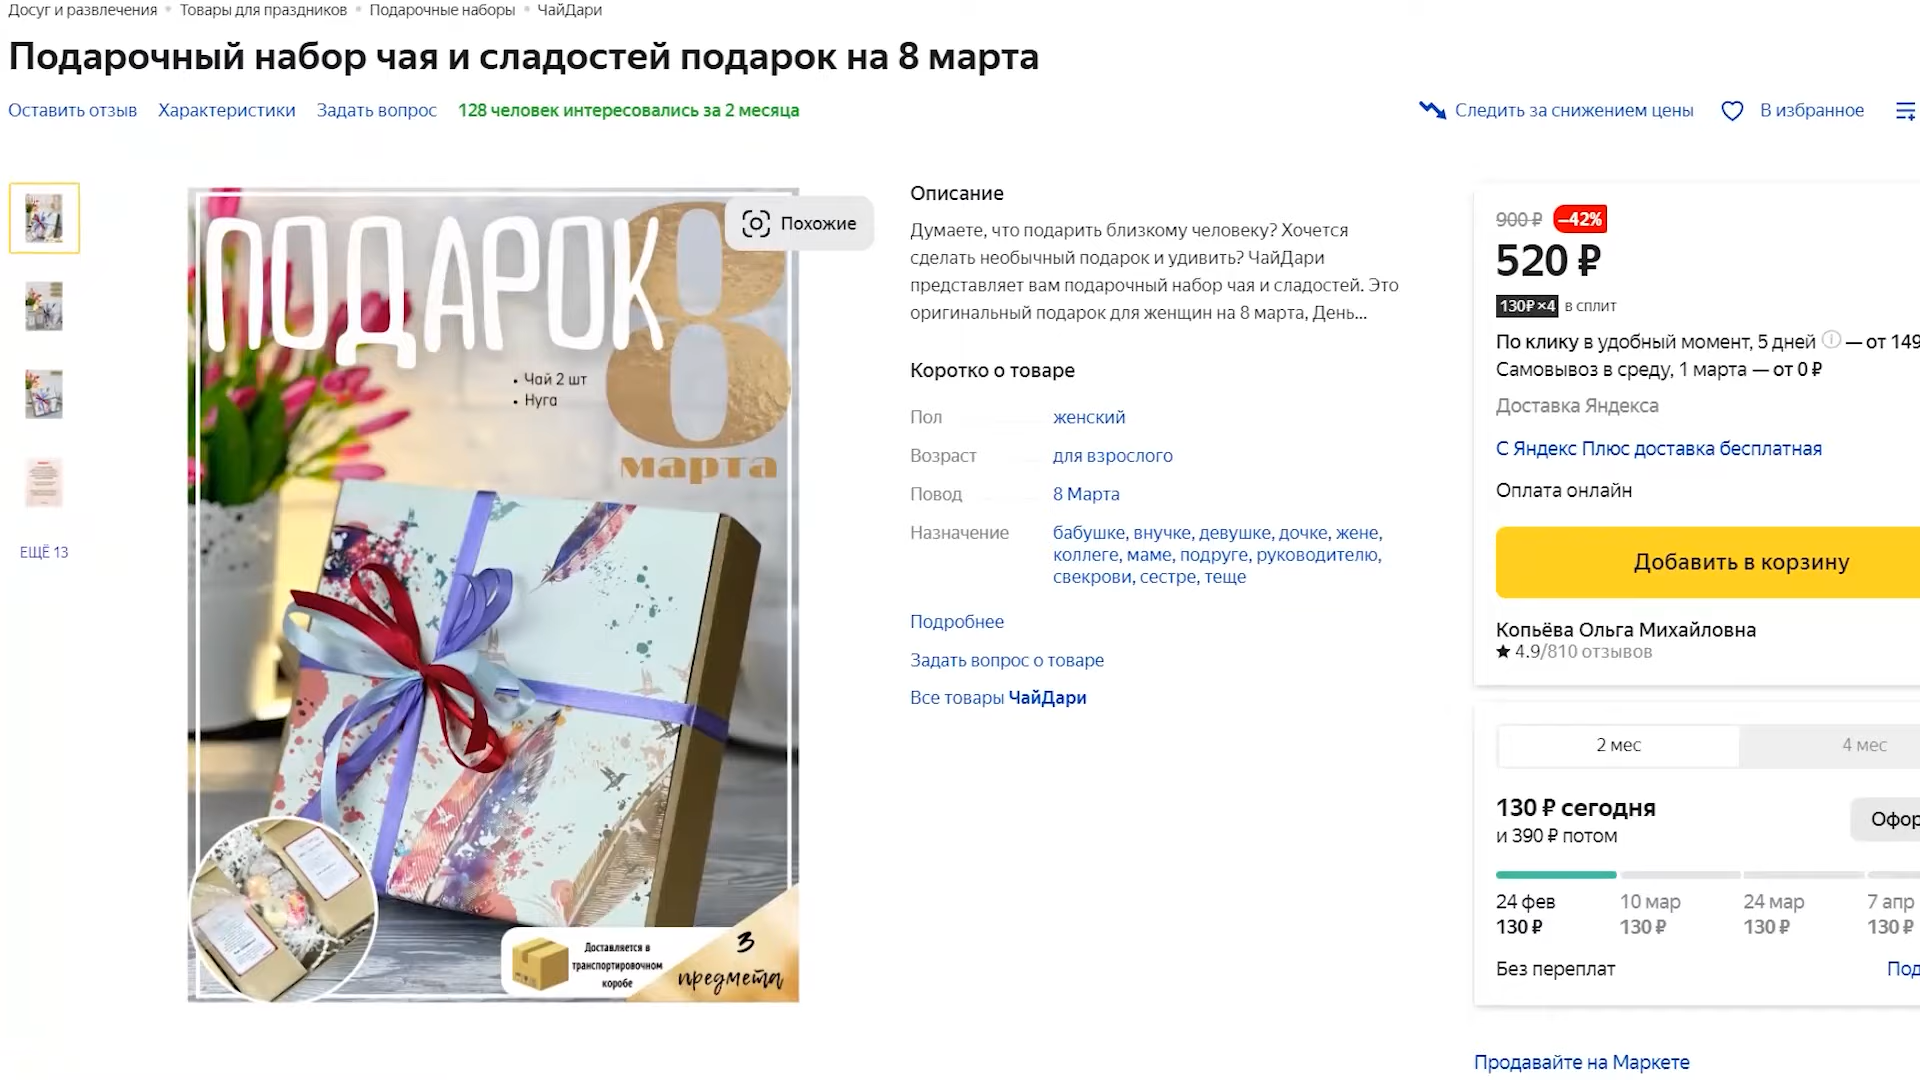 Досуг и развлечения • Товары для праздников • Подарочные наборы • ЧайДари
Подарочный набор чая и сладостей подарок на 8 марта
Оставить отзыв Характеристики Задать вопрос 128 человек интересовались за 2 месяца
Следить за снижением цены В избранное
ЕЩЁ 13
ПОДАРОК
8
марта
• Чай 2 шт
• Нуга
Похожие
Доставляется в
транспортировочном
коробе
3
предмета
Описание
Думаете, что подарить близкому человеку? Хочется
сделать необычный подарок и удивить? ЧайДари
представляет вам подарочный набор чая и сладостей. Это
оригинальный подарок для женщин на 8 марта, День...
Коротко о товаре
Пол женский
Возраст для взрослого
Повод 8 Марта
Назначение бабушке, внучке, девушке, дочке, жене,
коллеге, маме, подруге, руководителю,
свекрови, сестре, теще
Подробнее
Задать вопрос о товаре
Все товары ЧайДари
900 ₽ –42%
520 ₽
130₽×4 в сплит
По клику в удобный момент, 5 дней — от 149
Самовывоз в среду, 1 марта — от 0 ₽
Доставка Яндекса
С Яндекс Плюс доставка бесплатная
Оплата онлайн
Добавить в корзину
Копьёва Ольга Михайловна
★ 4.9/810 отзывов
2 мес 4 мес
130 ₽ сегодня
и 390 ₽ потом
Офор
24 фев 10 мар 24 мар 7 апр
130 ₽ 130 ₽ 130 ₽ 130 ₽
Без переплат Под
Продавайте на Маркете